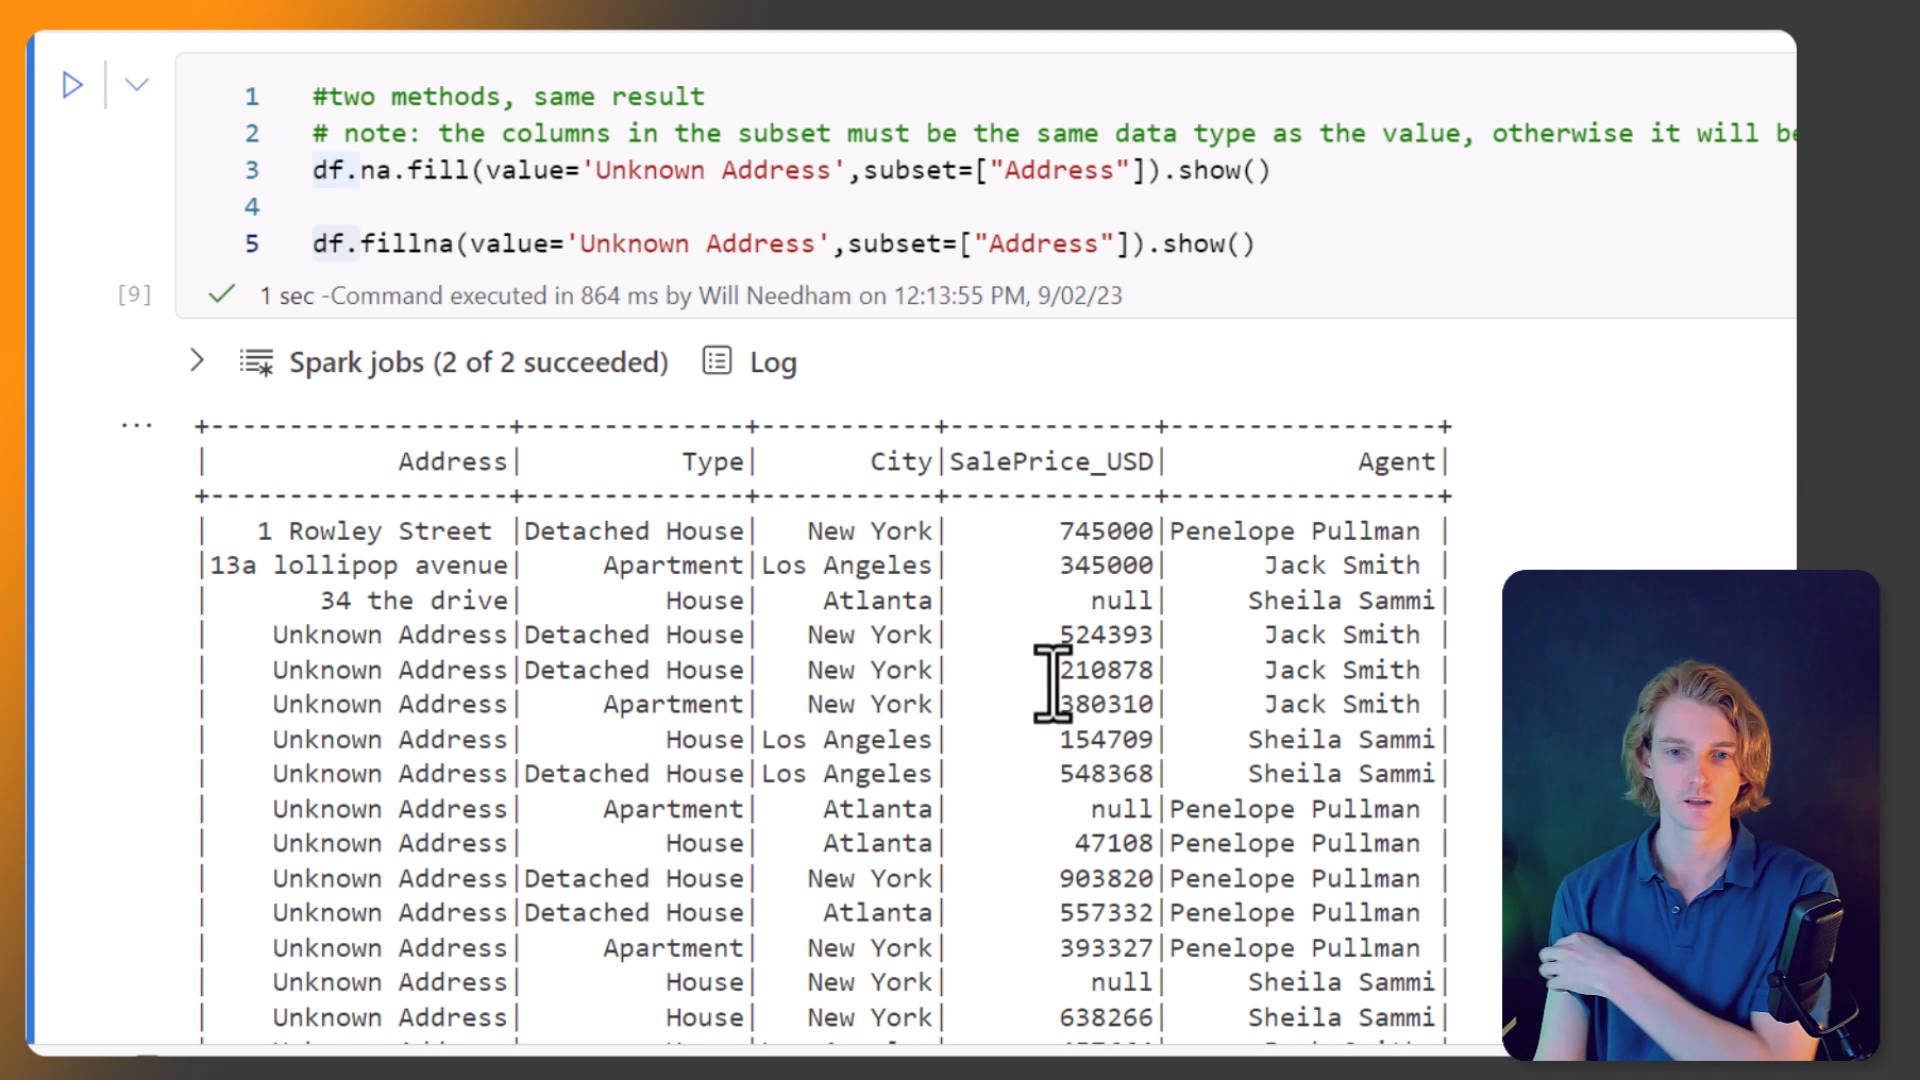 1 #two methods, same result
2 # note: the columns in the subset must be the same data type as the value, otherwise it will be
3 df.na.fill(value='Unknown Address',subset=["Address"]).show()
4
5 df.fillna(value='Unknown Address',subset=["Address"]).show()
[9] 1 sec -Command executed in 864 ms by Will Needham on 12:13:55 PM, 9/02/23
Spark jobs (2 of 2 succeeded) Log
... +-------------------+--------------+-----------+-------------+-----------------+
| Address| Type| City|SalePrice_USD| Agent|
+-------------------+--------------+-----------+-------------+-----------------+
| 1 Rowley Street |Detached House| New York| 745000|Penelope Pullman |
|13a lollipop avenue| Apartment|Los Angeles| 345000| Jack Smith |
| 34 the drive| House| Atlanta| null| Sheila Sammi|
| Unknown Address|Detached House| New York| 524393| Jack Smith |
| Unknown Address|Detached House| New York| 210878| Jack Smith |
| Unknown Address| Apartment| New York| 380310| Jack Smith |
| Unknown Address| House|Los Angeles| 154709| Sheila Sammi|
| Unknown Address|Detached House|Los Angeles| 548368| Sheila Sammi|
| Unknown Address| Apartment| Atlanta| null|Penelope Pullman |
| Unknown Address| House| Atlanta| 47108|Penelope Pullman |
| Unknown Address|Detached House| New York| 903820|Penelope Pullman |
| Unknown Address|Detached House| Atlanta| 557332|Penelope Pullman |
| Unknown Address| Apartment| New York| 393327|Penelope Pullman |
| Unknown Address| House| New York| null| Sheila Sammi|
| Unknown Address| House| New York| 638266| Sheila Sammi|